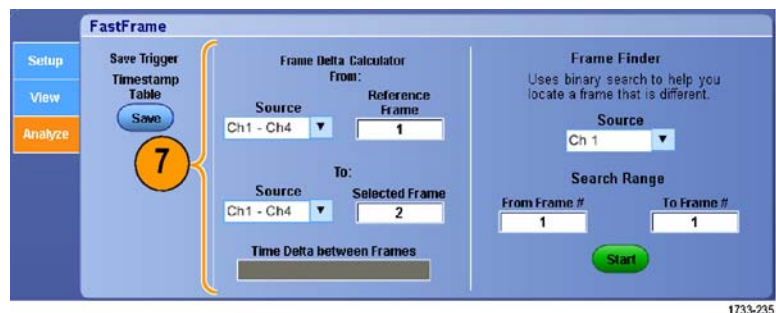 FastFrame
Setup
View
Analyze
Save Trigger
Timestamp
Table
Save
7
Frame Delta Calculator
From:
Source
Reference
Frame
Ch1 - Ch4
1
To:
Source
Selected Frame
Ch1 - Ch4
2
Time Delta between Frames
Frame Finder
Uses binary search to help you
locate a frame that is different.
Source
Ch 1
Search Range
From Frame #
To Frame #
1
1
Start
1733-235